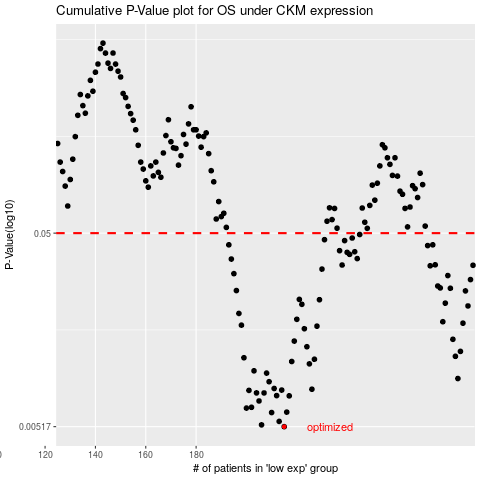 Cumulative P-Value plot for OS under CKM expression
P-Value(log10)
0.05
0.00517
optimized
0 120 140 160 180
# of patients in 'low exp' group